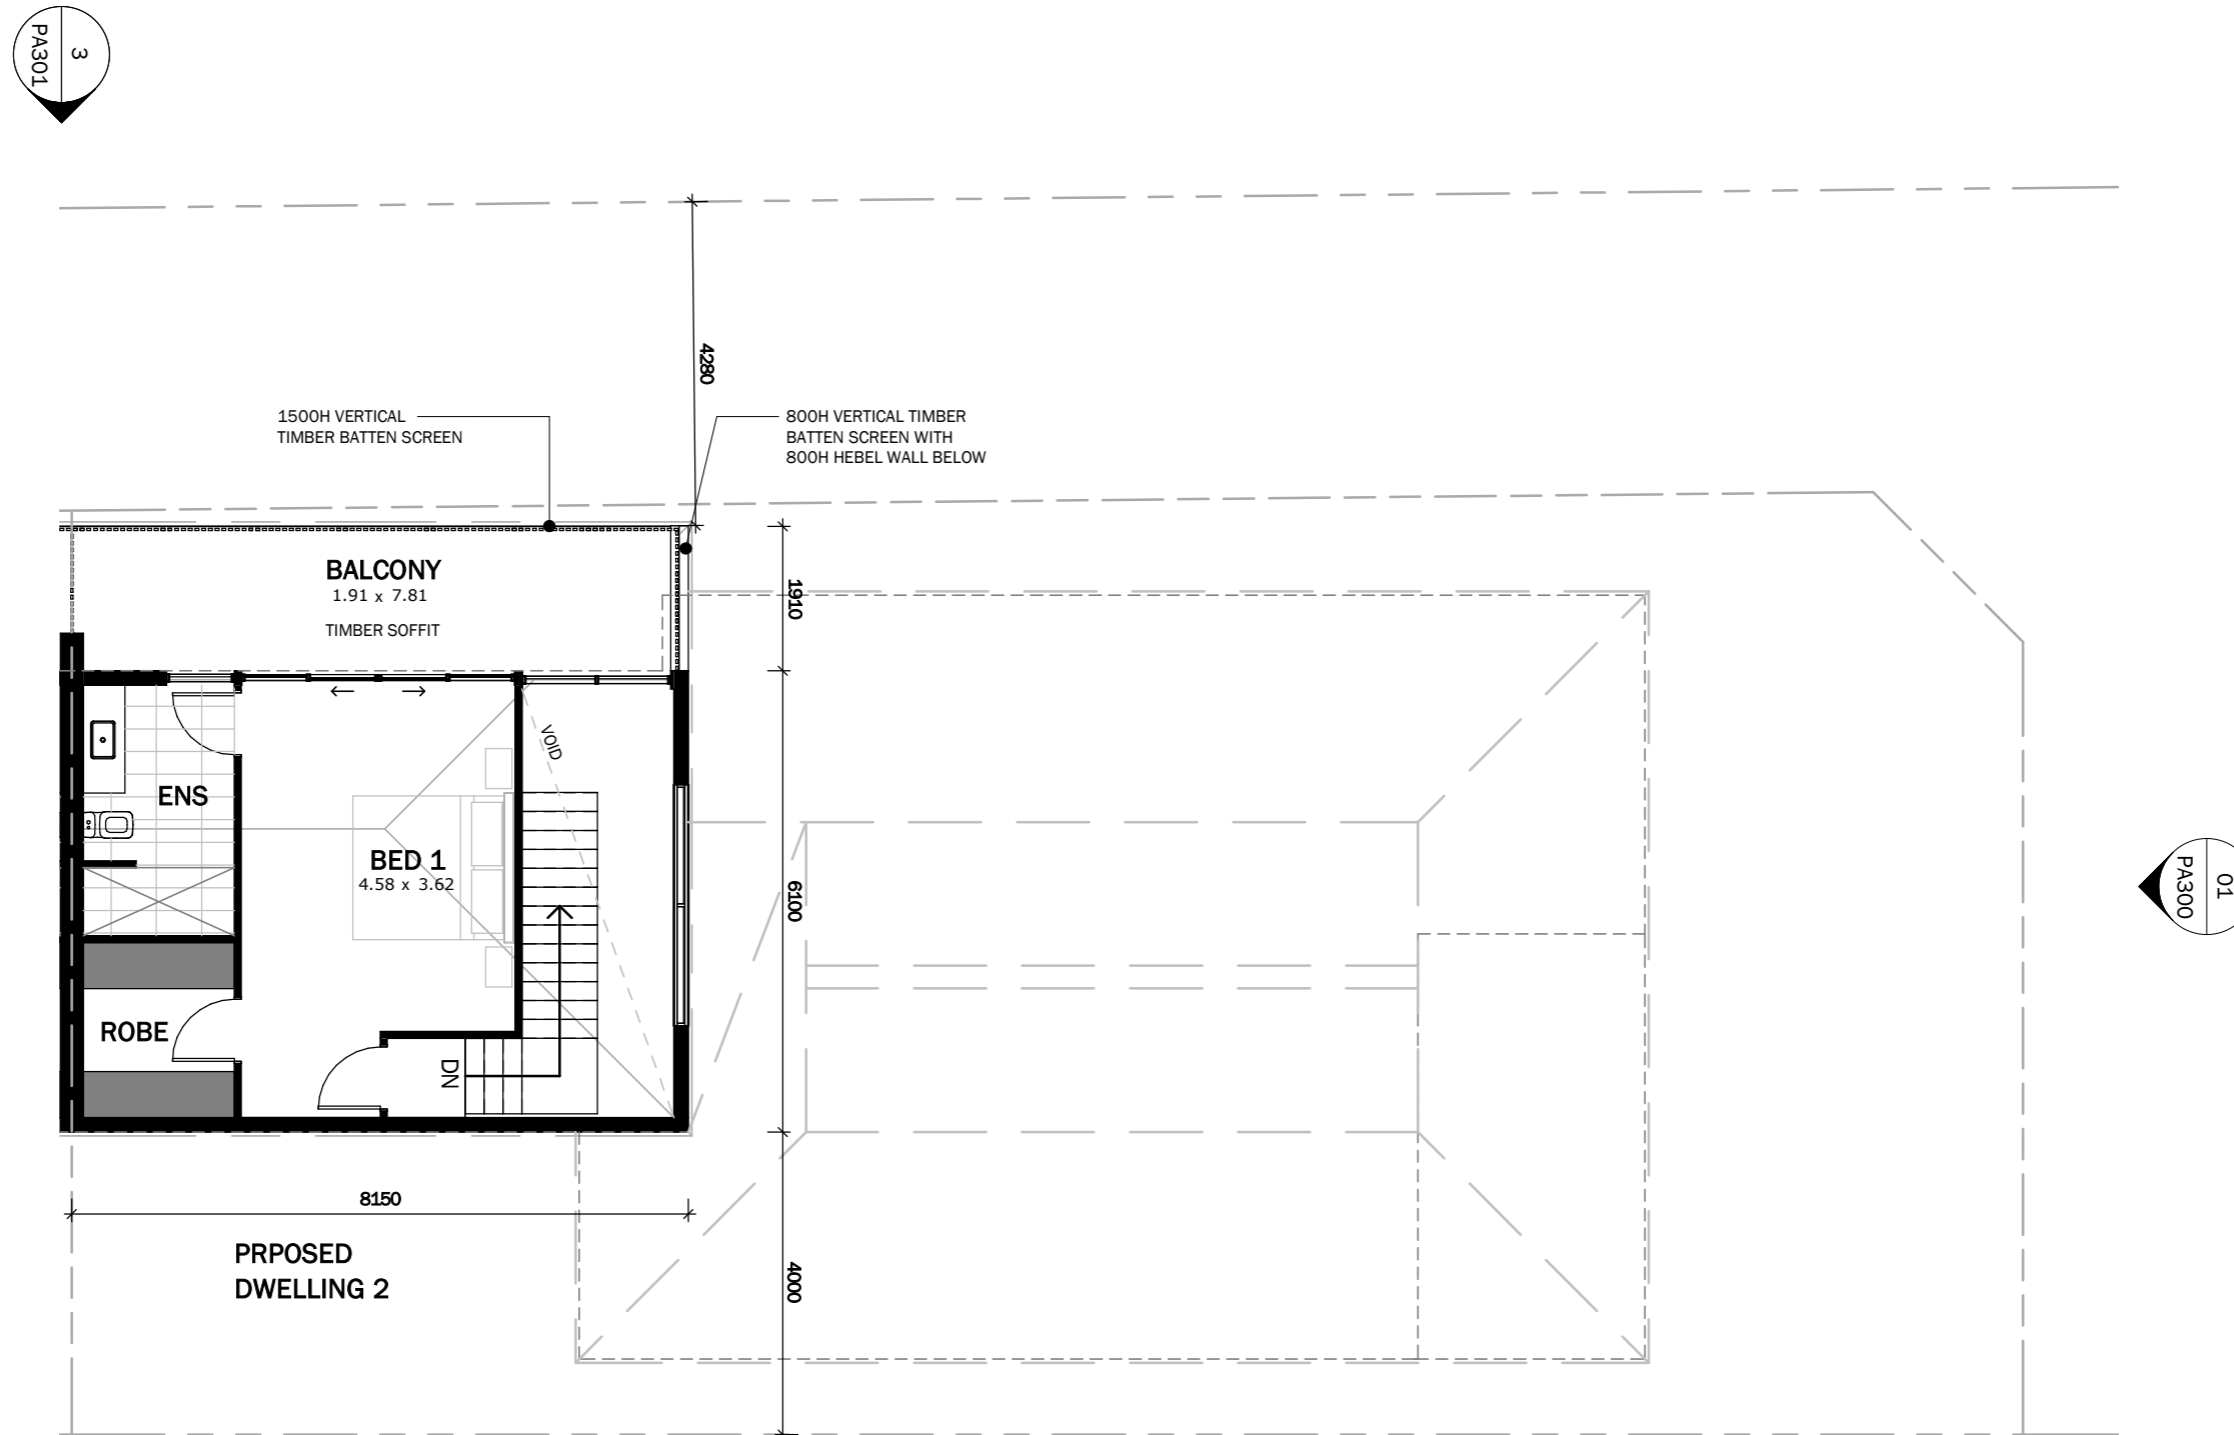 3
PA301
4280
1500H VERTICAL
TIMBER BATTEN SCREEN
800H VERTICAL TIMBER
BATTEN SCREEN WITH
800H HEBEL WALL BELOW
BALCONY
1.91 x 7.81
TIMBER SOFFIT
1910
VOID
ENS
BED 1
4.58 x 3.62
6100
01
PA300
ROBE
DN
8150
PRPOSED
DWELLING 2
4000